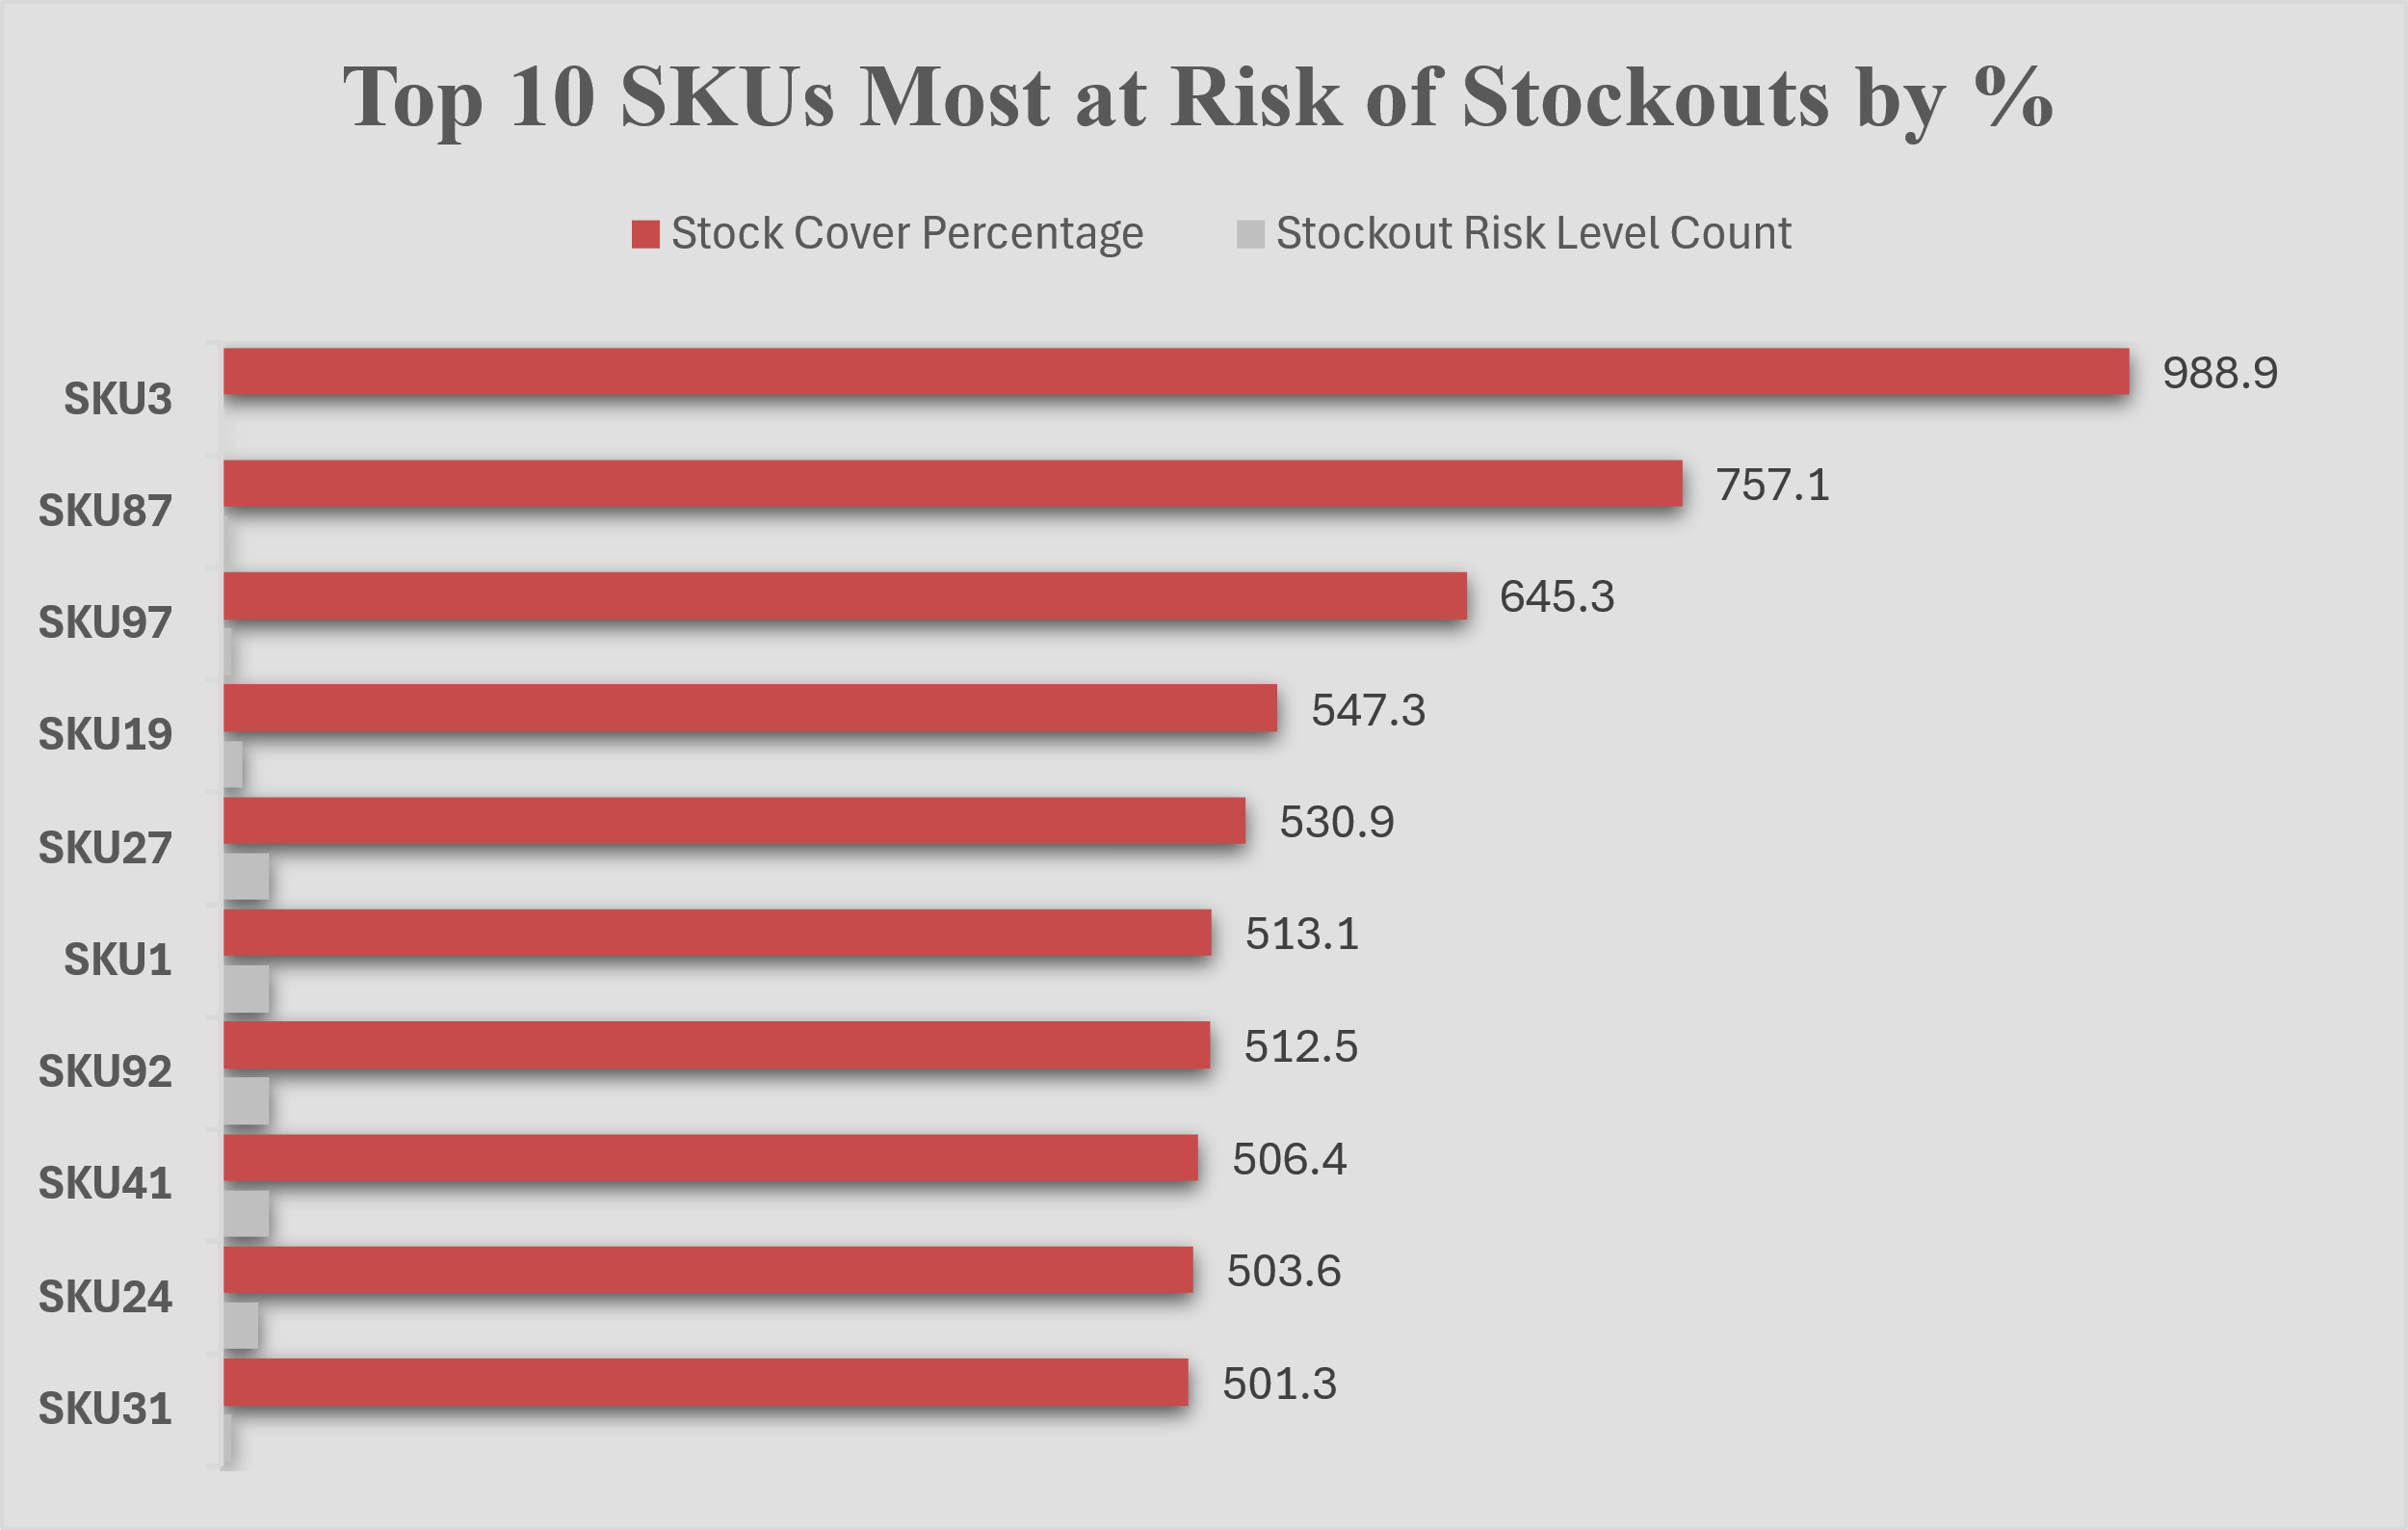 Top 10 SKUs Most at Risk of Stockouts by %
Stock Cover Percentage Stockout Risk Level Count
SKU3 988.9
SKU87 757.1
SKU97 645.3
SKU19 547.3
SKU27 530.9
SKU1 513.1
SKU92 512.5
SKU41 506.4
SKU24 503.6
SKU31 501.3